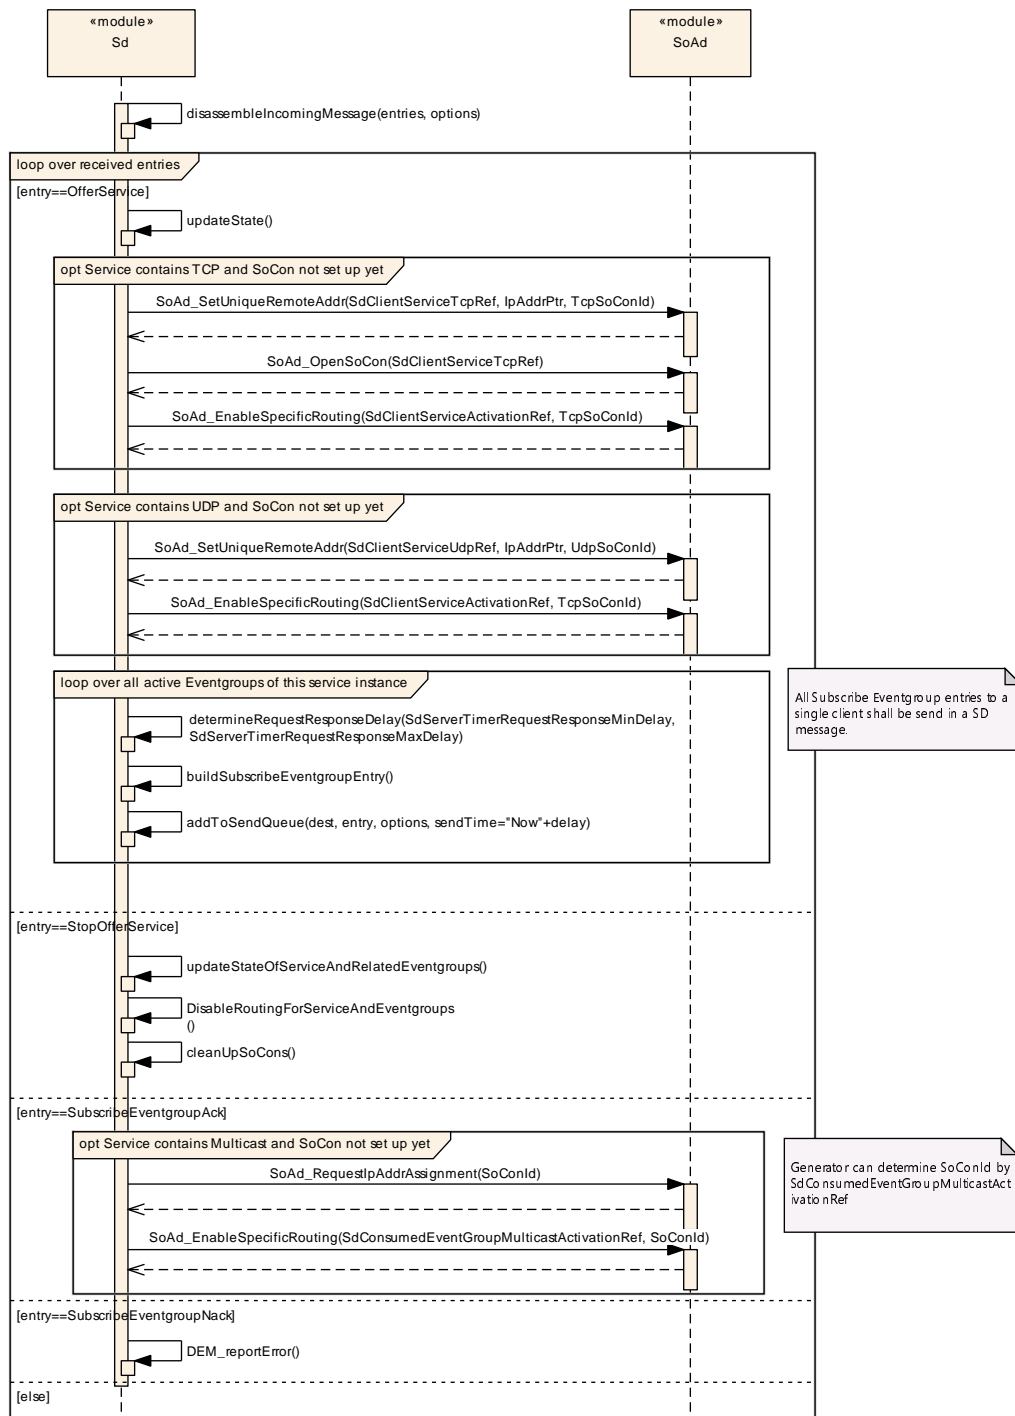 «module»
Sd
«module»
SoAd
disassembleIncomingMessage(entries, options)
loop over received entries
[entry==OfferService]
updateState()
opt Service contains TCP and SoCon not set up yet
SoAd_SetUniqueRemoteAddr(SdClientServiceTcpRef, IpAddrPtr, TcpSoConId)
SoAd_OpenSoCon(SdClientServiceTcpRef)
SoAd_EnableSpecificRouting(SdClientServiceActivationRef, TcpSoConId)
opt Service contains UDP and SoCon not set up yet
SoAd_SetUniqueRemoteAddr(SdClientServiceUdpRef, IpAddrPtr, UdpSoConId)
SoAd_EnableSpecificRouting(SdClientServiceActivationRef, TcpSoConId)
loop over all active Eventgroups of this service instance
All Subscribe Eventgroup entries to a
single client shall be send in a SD
message.
determineRequestResponseDelay(SdServerTimerRequestResponseMinDelay,
SdServerTimerRequestResponseMaxDelay)
buildSubscribeEventgroupEntry()
addToSendQueue(dest, entry, options, sendTime="Now"+delay)
[entry==StopOfferService]
updateStateOfServiceAndRelatedEventgroups()
DisableRoutingForServiceAndEventgroups
()
cleanUpSoCons()
[entry==SubscribeEventgroupAck]
opt Service contains Multicast and SoCon not set up yet
SoAd_RequestIpAddrAssignment(SoConId)
Generator can determine SoConId by
SdConsumedEventGroupMulticastAct
ivationRef
SoAd_EnableSpecificRouting(SdConsumedEventGroupMulticastActivationRef, SoConId)
[entry==SubscribeEventgroupNack]
DEM_reportError()
[else]